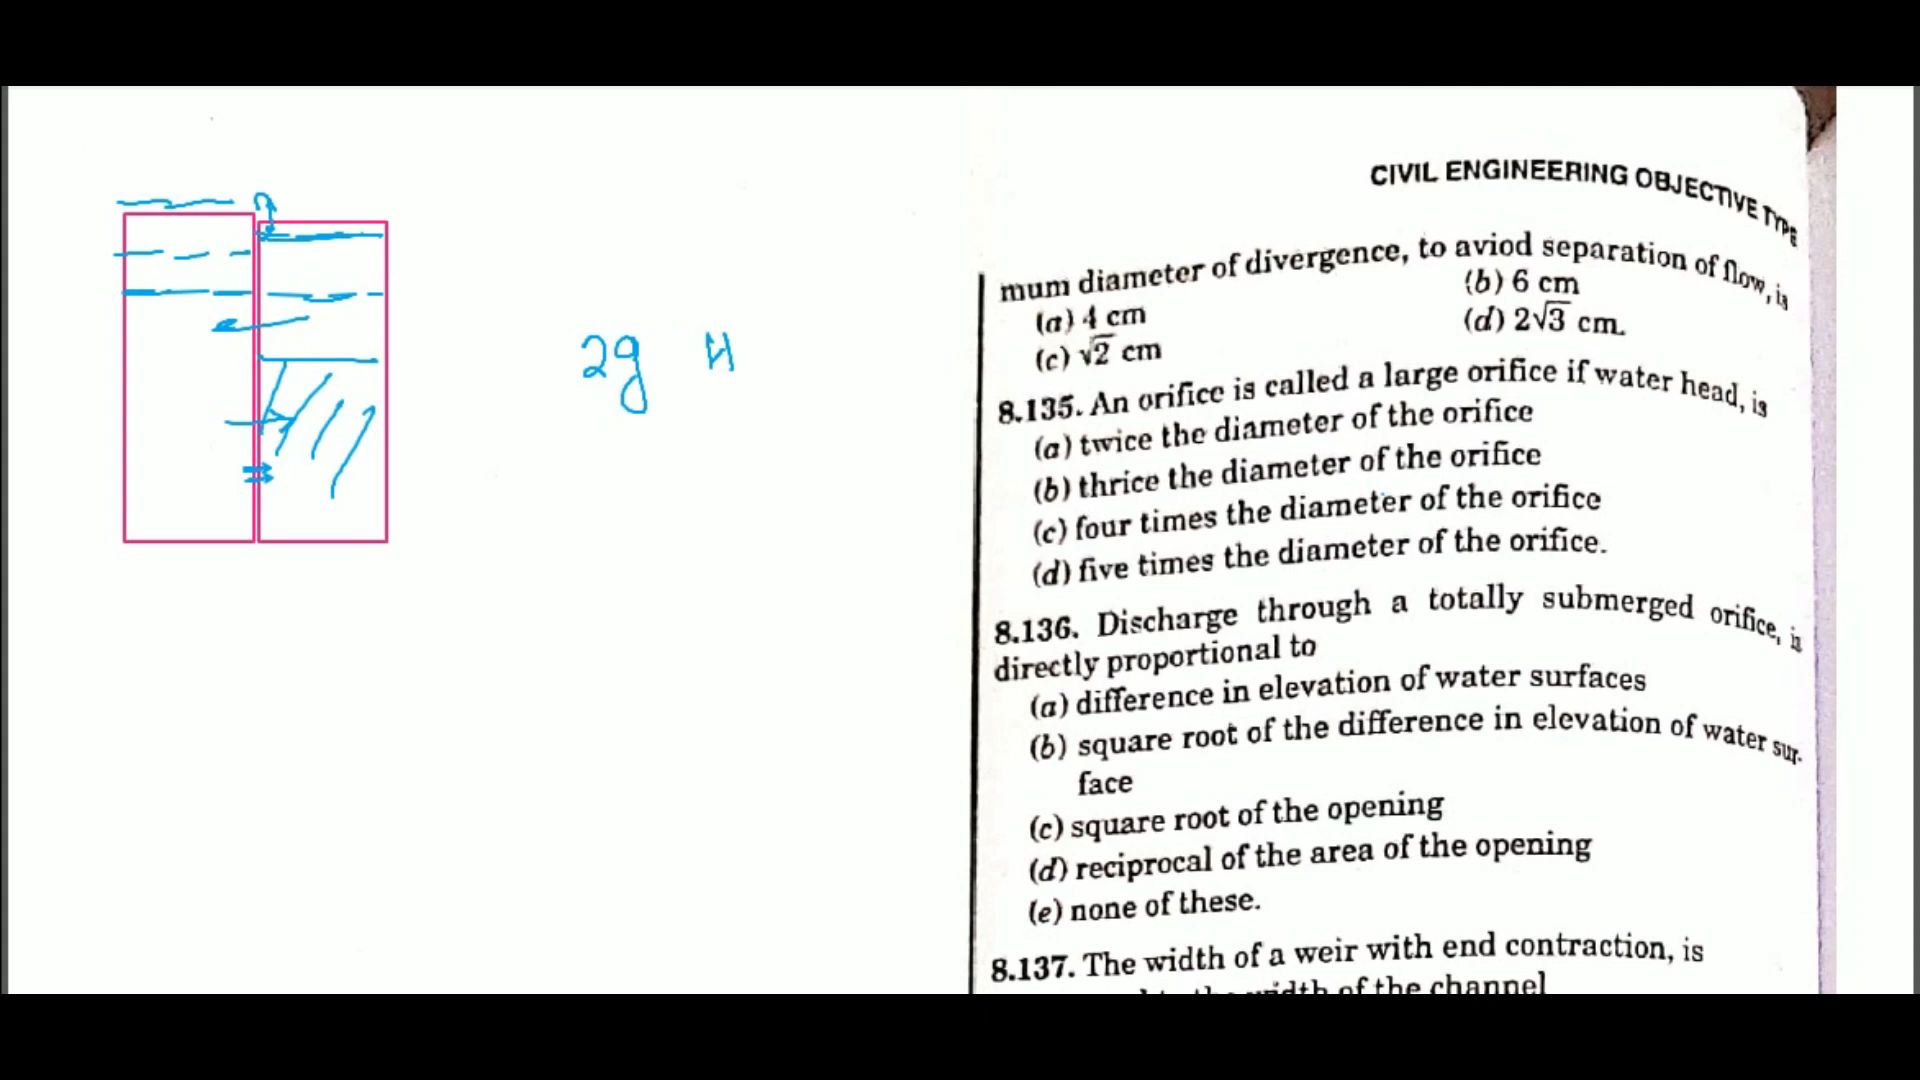 2g H
CIVIL ENGINEERING OBJECTIVE TYPE
mum diameter of divergence, to aviod separation of flow, is
(a) 4 cm (b) 6 cm
(c) √2 cm (d) 2√3 cm.
8.135. An orifice is called a large orifice if water head, is
(a) twice the diameter of the orifice
(b) thrice the diameter of the orifice
(c) four times the diameter of the orifice
(d) five times the diameter of the orifice.
8.136. Discharge through a totally submerged orifice, is
directly proportional to
(a) difference in elevation of water surfaces
(b) square root of the difference in elevation of water sur-
face
(c) square root of the opening
(d) reciprocal of the area of the opening
(e) none of these.
8.137. The width of a weir with end contraction, is
the width of the channel